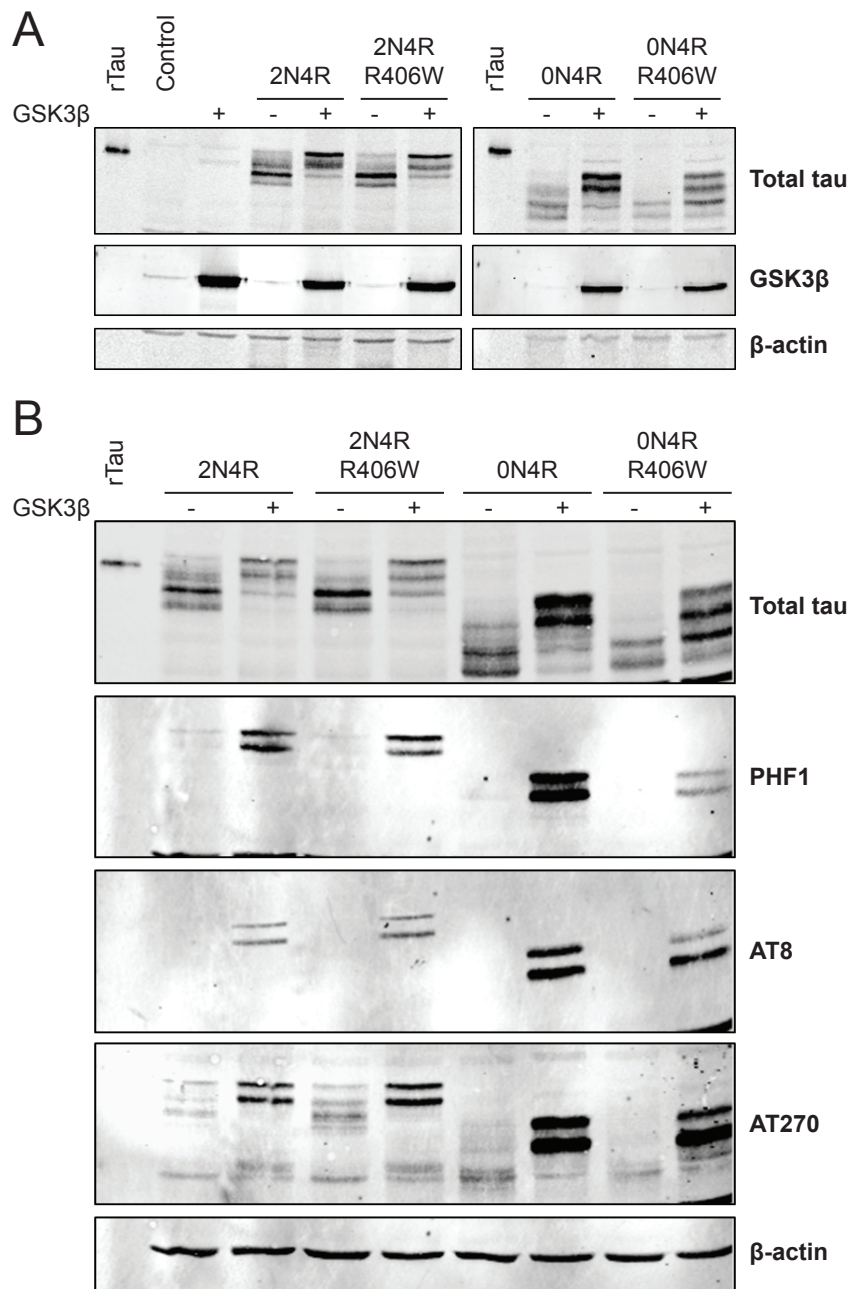 A
rTau
Control
2N4R
2N4R
R406W
rTau
0N4R
0N4R
R406W
GSK3β + - + - + - + - +
Total tau
GSK3β
β-actin
B
rTau
2N4R
2N4R
R406W
0N4R
0N4R
R406W
GSK3β - + - + - + - +
Total tau
PHF1
AT8
AT270
β-actin